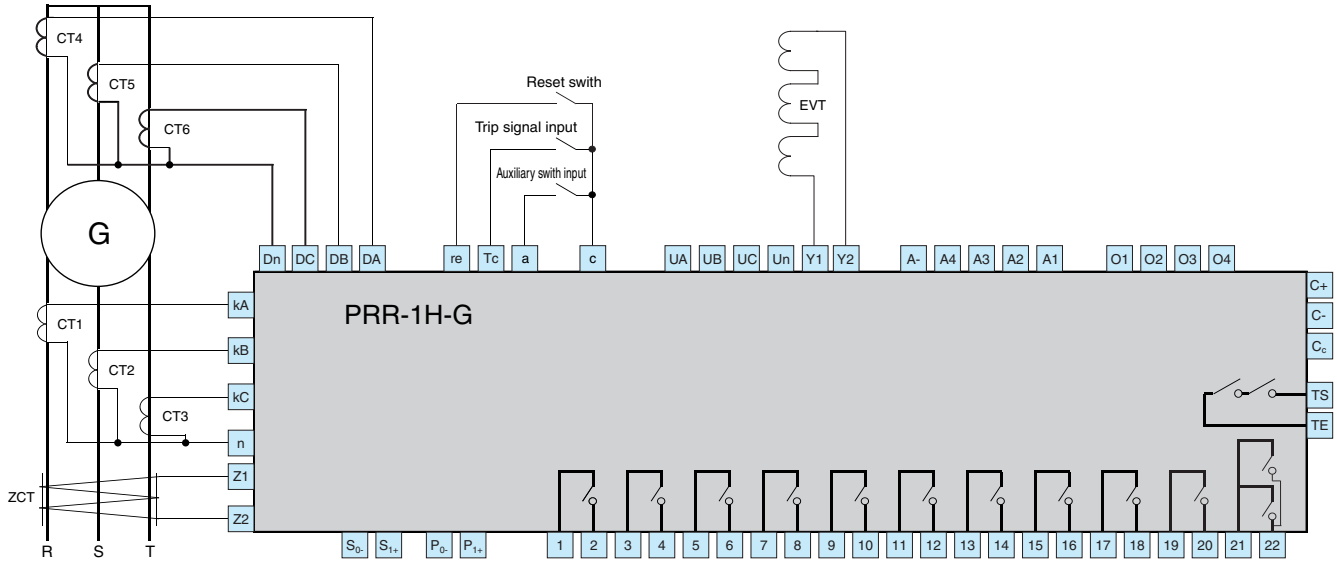 CT4
CT5
CT6
Reset swith
Trip signal input
Auxiliary swith input
EVT
G
Dn DC DB DA re Tc a c UA UB UC Un Y1 Y2 A- A4 A3 A2 A1 O1 O2 O3 O4
PRR-1H-G
kA
kB
kC
n
Z1
Z2
CT1
CT2
CT3
ZCT
R S T
C+
C-
Cc
TS
TE
S0- S1+ P0- P1+ 1 2 3 4 5 6 7 8 9 10 11 12 13 14 15 16 17 18 19 20 21 22